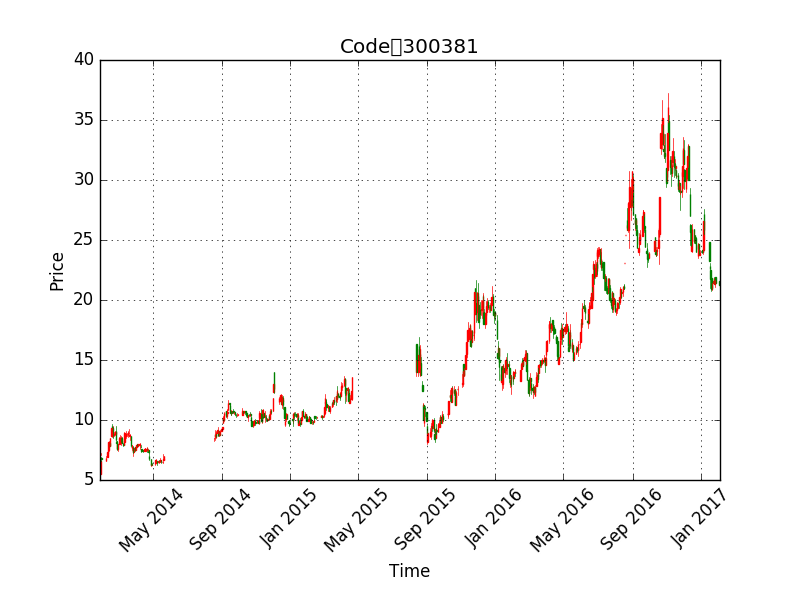 Code▯300381
40
35
30
25
20
15
10
5
Price
May 2014
Sep 2014
Jan 2015
May 2015
Sep 2015
Jan 2016
May 2016
Sep 2016
Jan 2017
Time